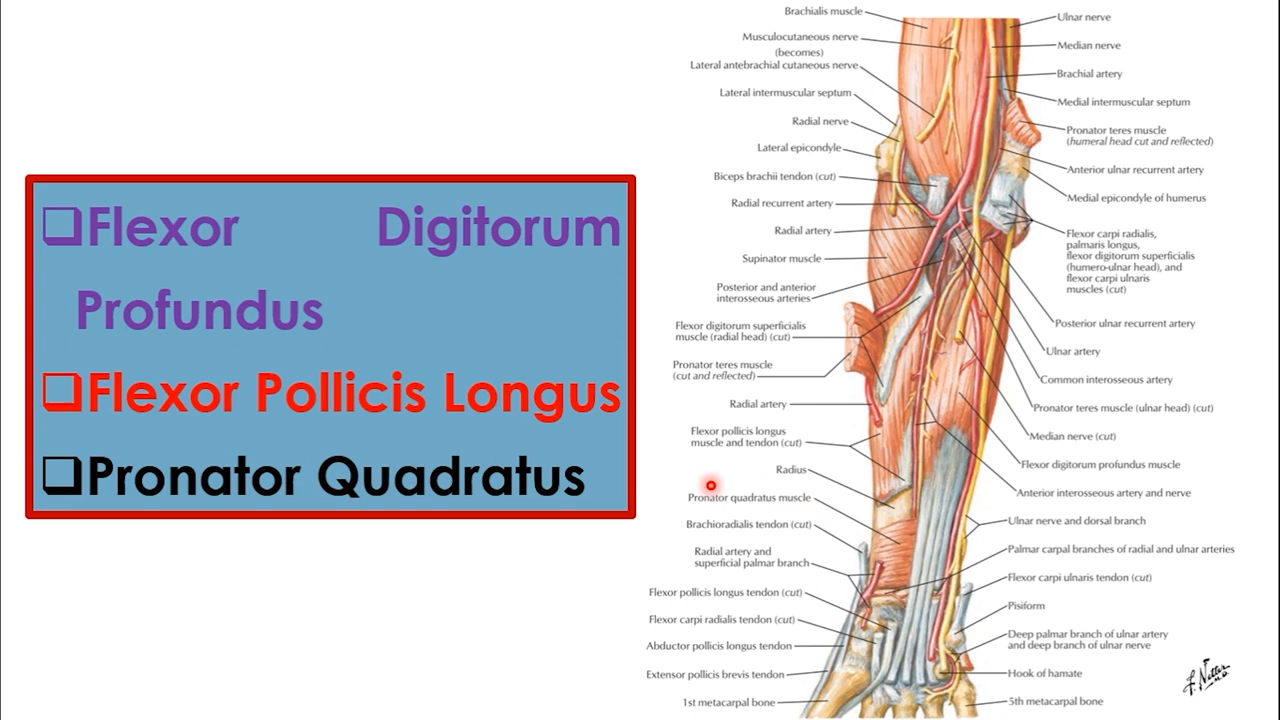 ❑Flexor Digitorum
Profundus
❑Flexor Pollicis Longus
❑Pronator Quadratus
Brachialis muscle
Musculocutaneous nerve
(becomes)
Lateral antebrachial cutaneous nerve
Lateral intermuscular septum
Radial nerve
Lateral epicondyle
Biceps brachii tendon (cut)
Radial recurrent artery
Radial artery
Supinator muscle
Posterior and anterior
interosseous arteries
Flexor digitorum superficialis
muscle (radial head) (cut)
Pronator teres muscle
(cut and reflected)
Radial artery
Flexor pollicis longus
muscle and tendon (cut)
Radius
Pronator quadratus muscle
Brachioradialis tendon (cut)
Radial artery and
superficial palmar branch
Flexor pollicis longus tendon (cut)
Flexor carpi radialis tendon (cut)
Abductor pollicis longus tendon
Extensor pollicis brevis tendon
1st metacarpal bone
Ulnar nerve
Median nerve
Brachial artery
Medial intermuscular septum
Pronator teres muscle
(humeral head cut and reflected)
Anterior ulnar recurrent artery
Medial epicondyle of humerus
Flexor carpi radialis,
palmaris longus,
flexor digitorum superficialis
(humero-ulnar head), and
flexor carpi ulnaris
muscles (cut)
Posterior ulnar recurrent artery
Ulnar artery
Common interosseous artery
Pronator teres muscle (ulnar head) (cut)
Median nerve (cut)
Flexor digitorum profundus muscle
Anterior interosseous artery and nerve
Ulnar nerve and dorsal branch
Palmar carpal branches of radial and ulnar arteries
Flexor carpi ulnaris tendon (cut)
Pisiform
Deep palmar branch of ulnar artery
and deep branch of ulnar nerve
Hook of hamate
5th metacarpal bone
F. Netter
M.D.